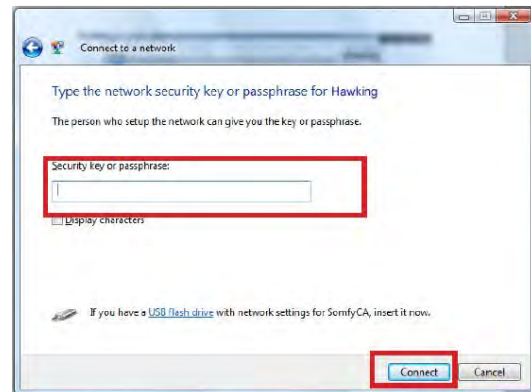 Connect to a network
Type the network security key or passphrase for Hawking
The person who setup the network can give you the key or passphrase.
Security key or passphrase:
Display characters
If you have a USB flash drive with network settings for SomfyCA, insert it now.
Connect
Cancel